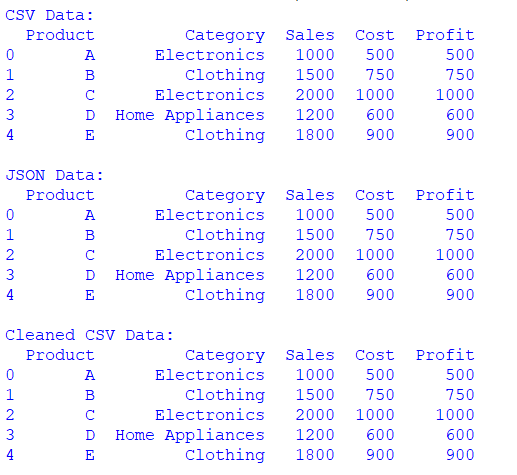 CSV Data:
  Product         Category  Sales  Cost  Profit
0       A      Electronics   1000   500     500
1       B         Clothing   1500   750     750
2       C      Electronics   2000  1000    1000
3       D  Home Appliances   1200   600     600
4       E         Clothing   1800   900     900

JSON Data:
  Product         Category  Sales  Cost  Profit
0       A      Electronics   1000   500     500
1       B         Clothing   1500   750     750
2       C      Electronics   2000  1000    1000
3       D  Home Appliances   1200   600     600
4       E         Clothing   1800   900     900

Cleaned CSV Data:
  Product         Category  Sales  Cost  Profit
0       A      Electronics   1000   500     500
1       B         Clothing   1500   750     750
2       C      Electronics   2000  1000    1000
3       D  Home Appliances   1200   600     600
4       E         Clothing   1800   900     900